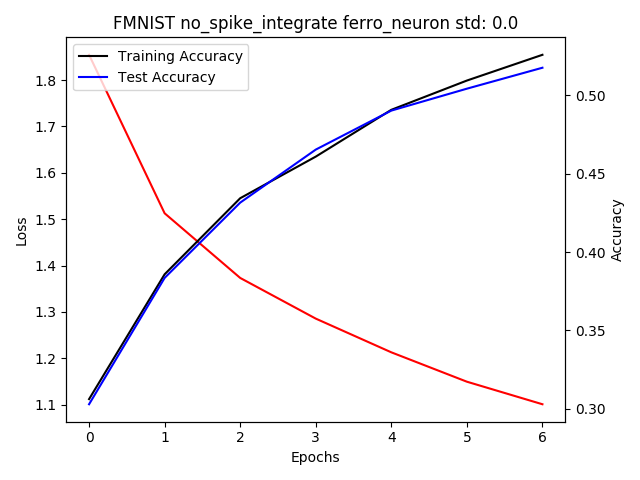 FMNIST no_spike_integrate ferro_neuron std: 0.0
Training Accuracy
Test Accuracy
1.8
1.7
1.6
1.5
1.4
1.3
1.2
1.1
Loss
0.50
0.45
0.40
0.35
0.30
Accuracy
0 1 2 3 4 5 6
Epochs